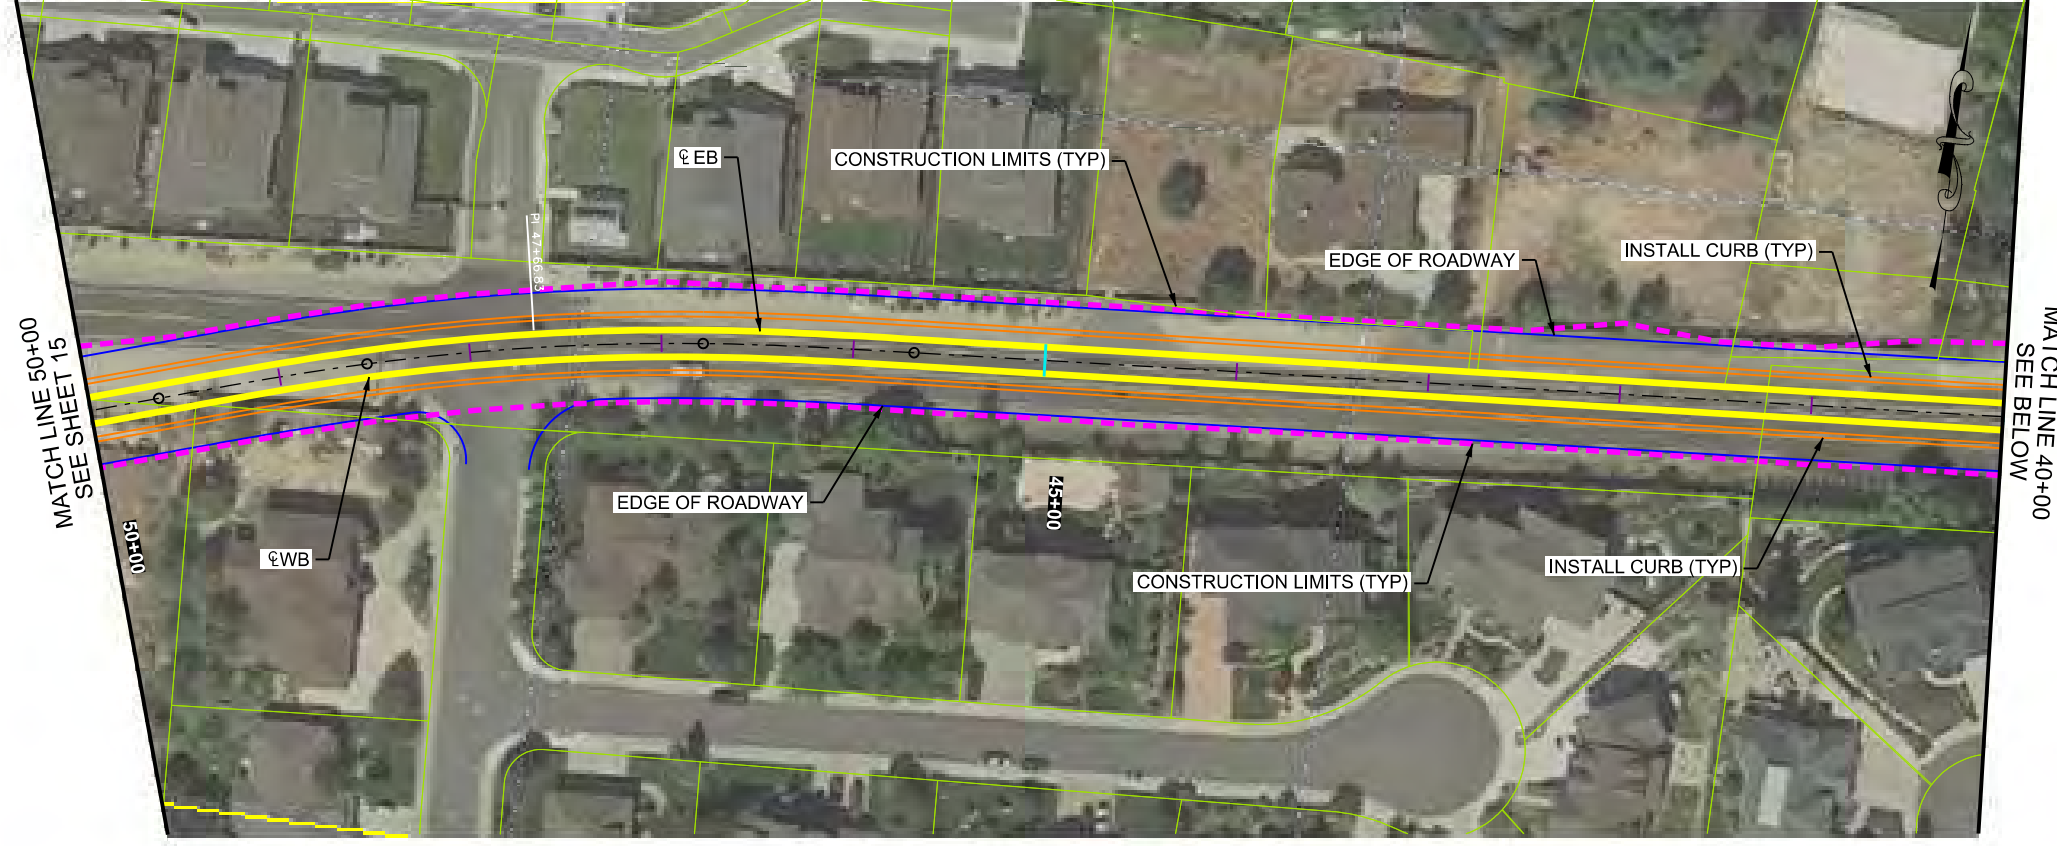 ℄ EB
CONSTRUCTION LIMITS (TYP)
PI 47+66.83
EDGE OF ROADWAY
INSTALL CURB (TYP)
MATCH LINE 50+00
SEE SHEET 15
MATCH LINE 40+00
SEE BELOW
EDGE OF ROADWAY
45+00
50+00
℄WB
CONSTRUCTION LIMITS (TYP)
INSTALL CURB (TYP)